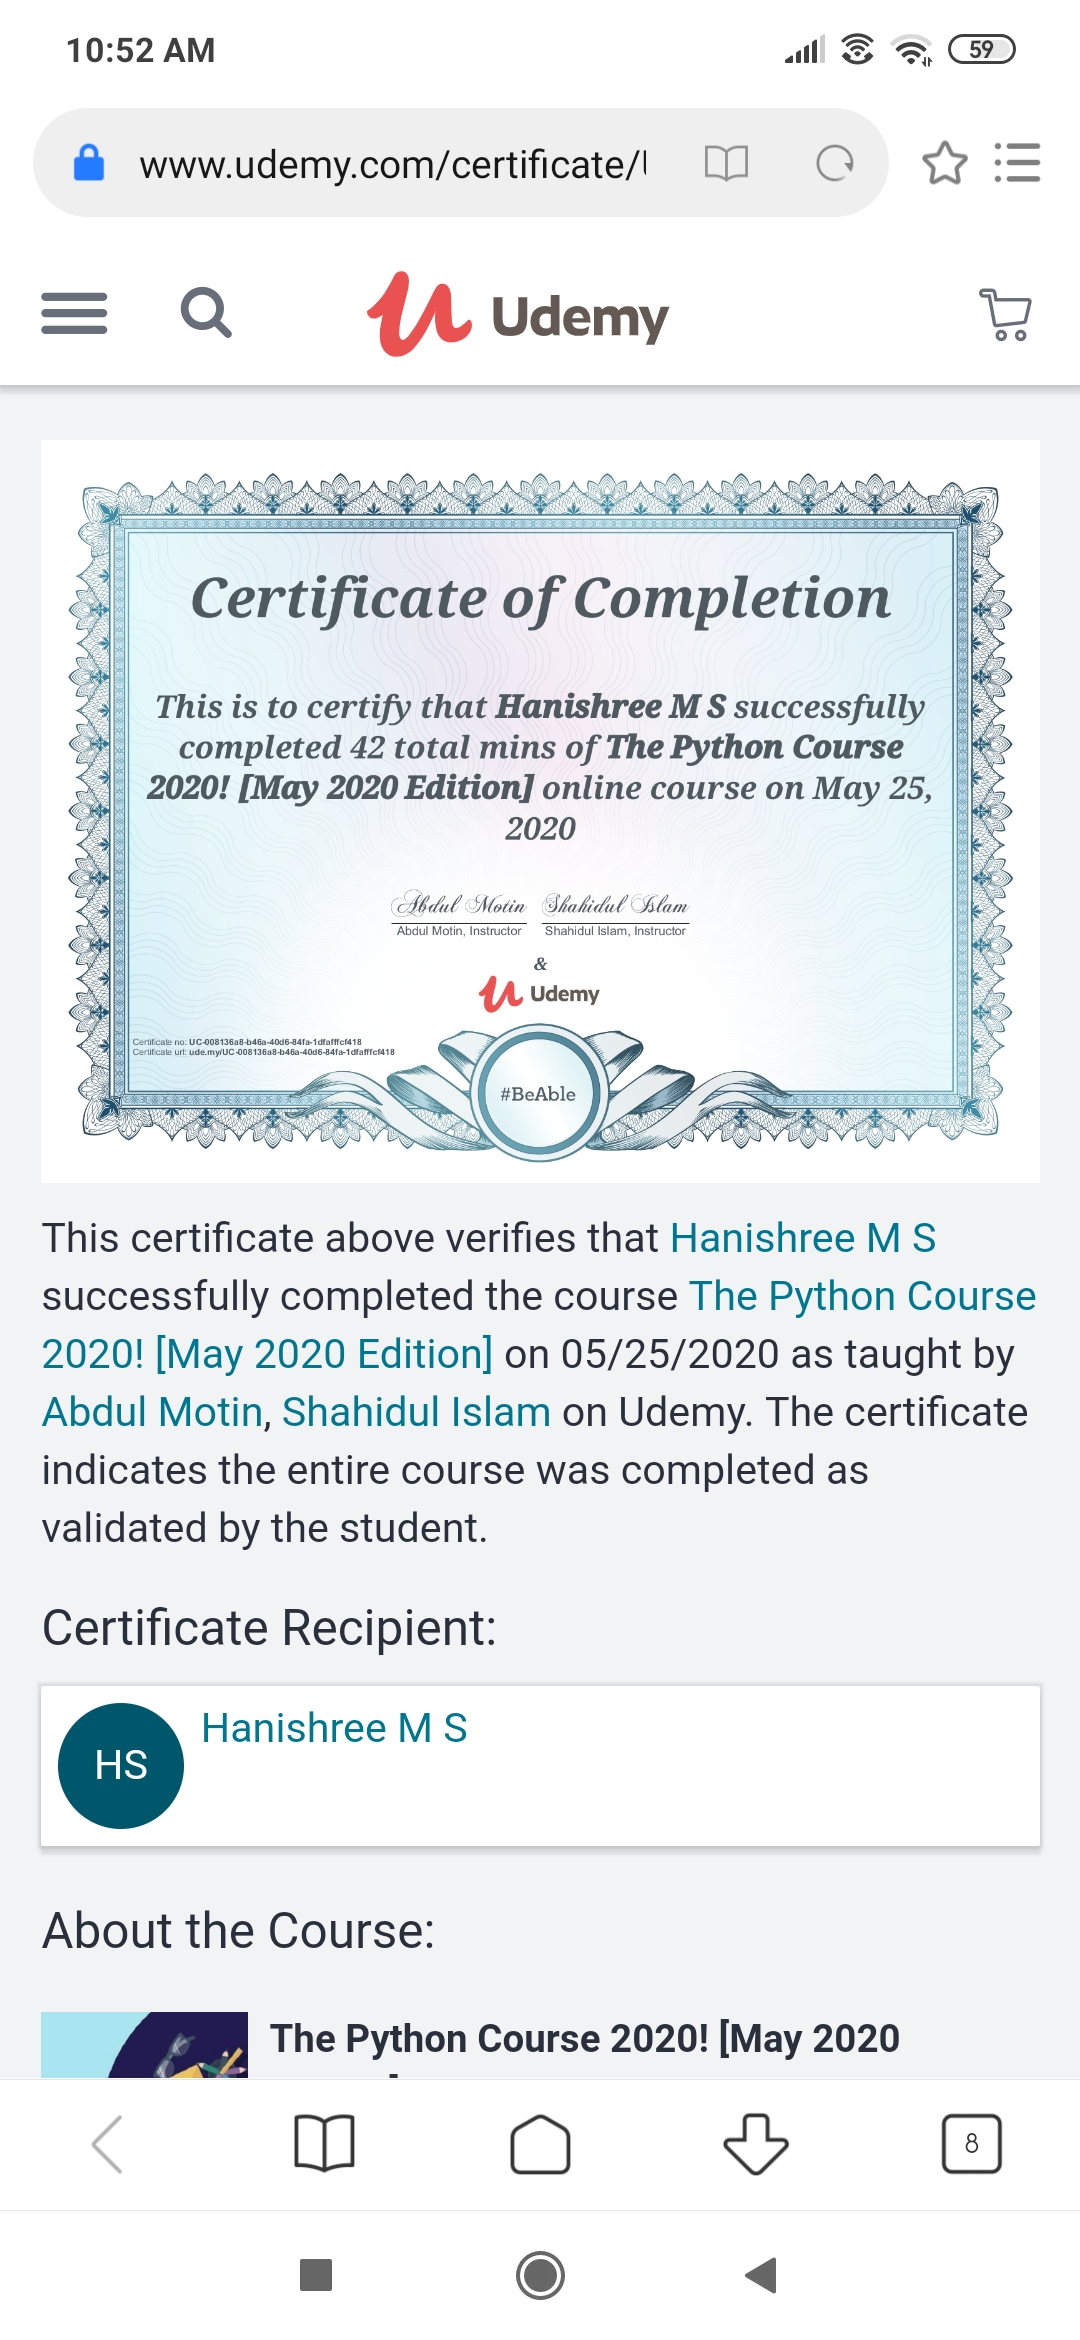 10:52 AM
59
www.udemy.com/certificate/
Udemy
Certificate of Completion
This is to certify that Hanishree M S successfully
completed 42 total mins of The Python Course
2020! [May 2020 Edition] online course on May 25,
2020
Abdul Motin Shahidul Islam
Abdul Motin, Instructor Shahidul Islam, Instructor
&
Udemy
Certificate no: UC-008136a8-b46a-40d6-84fa-1dfafffcf418
Certificate url: ude.my/UC-008136a8-b46a-40d6-84fa-1dfafffcf418
#BeAble
This certificate above verifies that Hanishree M S
successfully completed the course The Python Course
2020! [May 2020 Edition] on 05/25/2020 as taught by
Abdul Motin, Shahidul Islam on Udemy. The certificate
indicates the entire course was completed as
validated by the student.
Certificate Recipient:
HS
Hanishree M S
About the Course:
The Python Course 2020! [May 2020
8